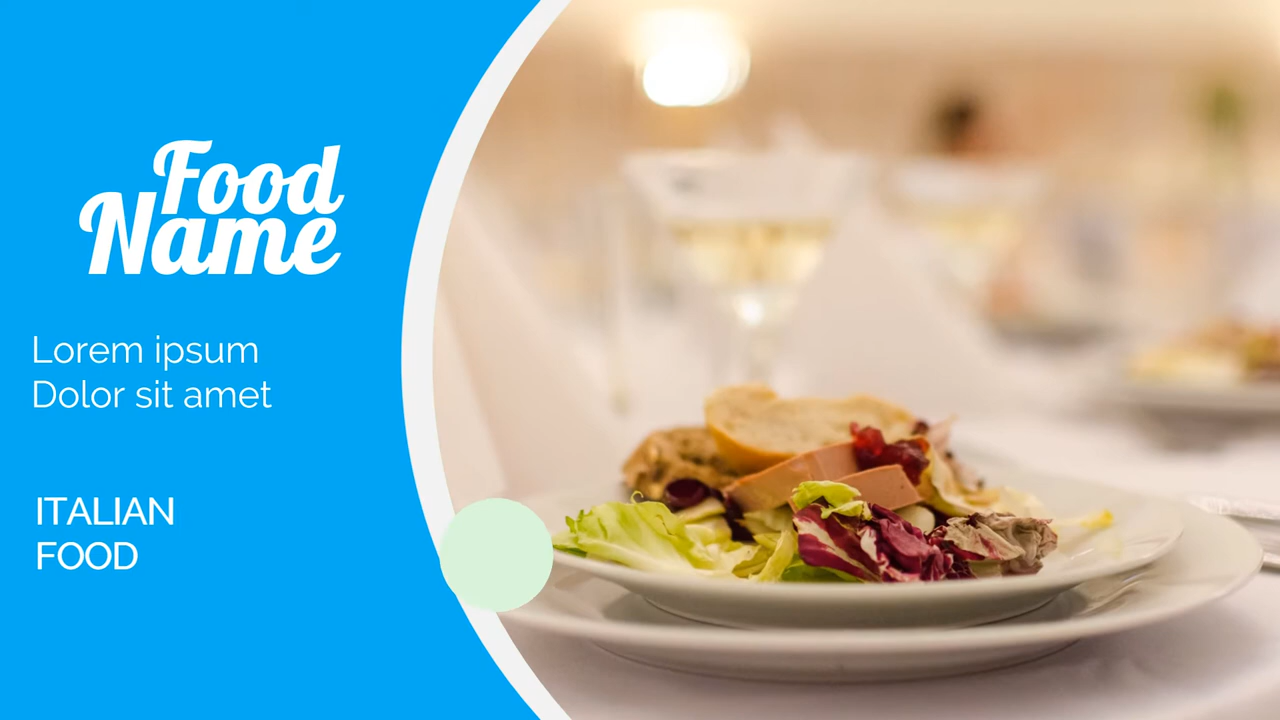 Food
Name
Lorem ipsum
Dolor sit amet
ITALIAN
FOOD